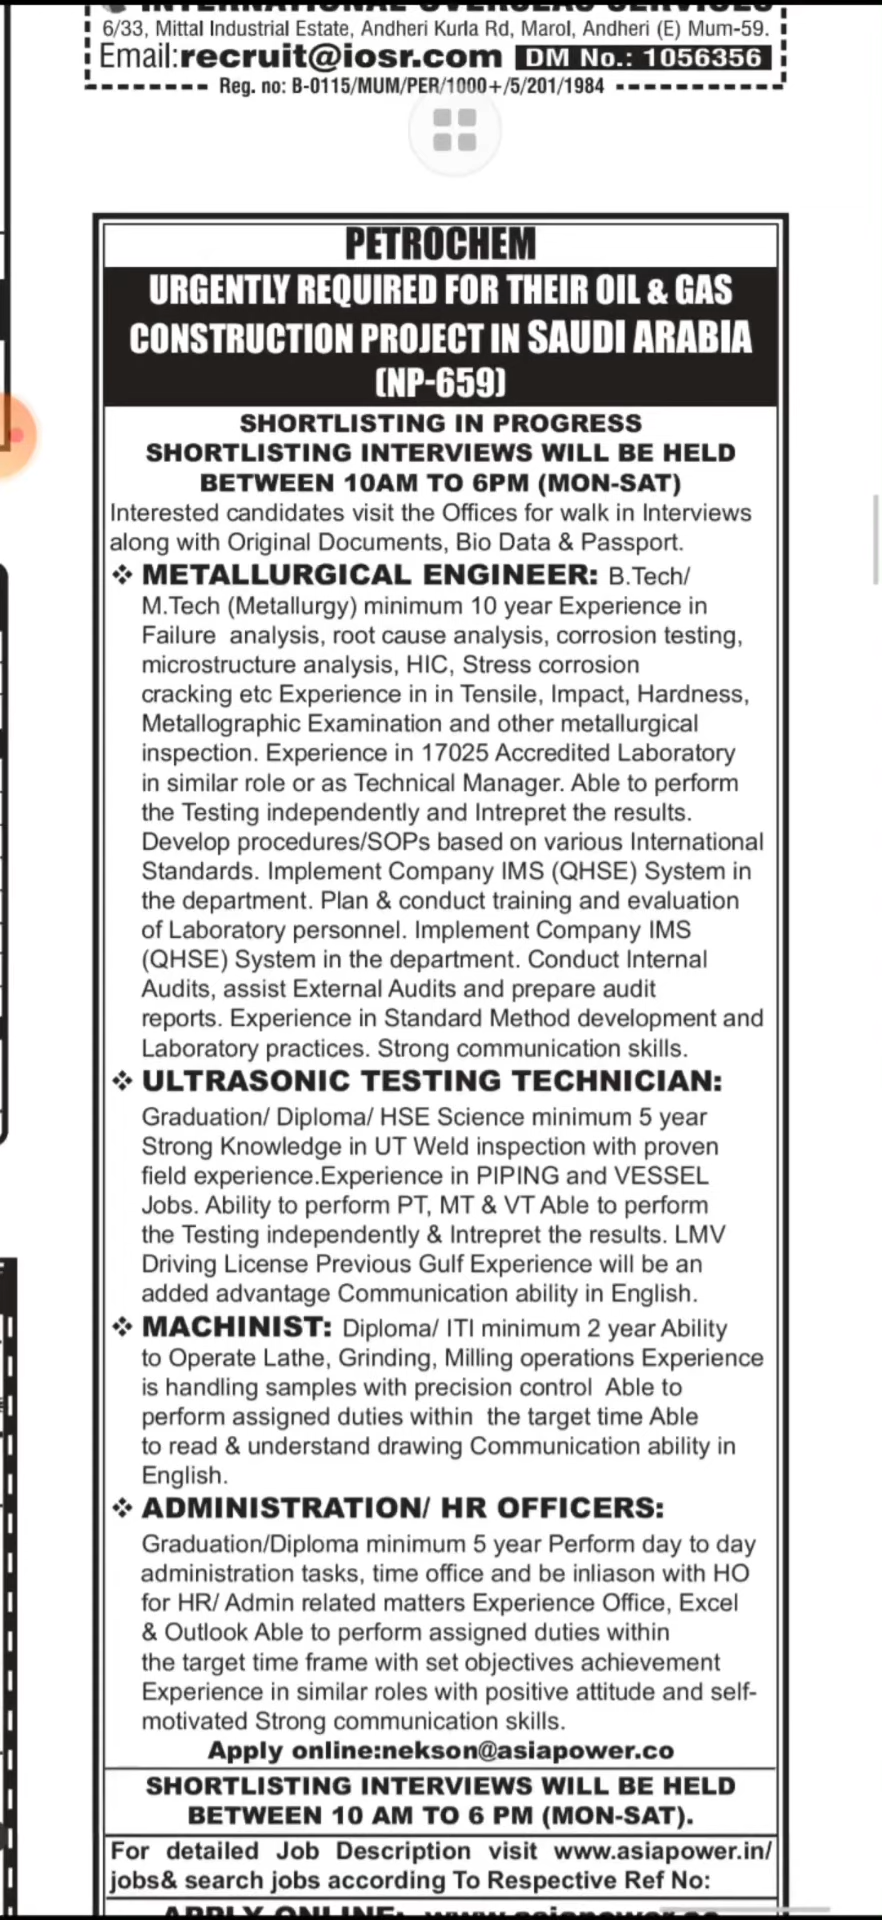 INTERNATIONAL OVERSEAS SERVICES
6/33, Mittal Industrial Estate, Andheri Kurla Rd, Marol, Andheri (E) Mum-59.
Email:recruit@iosr.com DM No.: 1056356
Reg. no: B-0115/MUM/PER/1000+/5/201/1984
PETROCHEM
URGENTLY REQUIRED FOR THEIR OIL & GAS
CONSTRUCTION PROJECT IN SAUDI ARABIA
(NP-659)
SHORTLISTING IN PROGRESS
SHORTLISTING INTERVIEWS WILL BE HELD
BETWEEN 10AM TO 6PM (MON-SAT)
Interested candidates visit the Offices for walk in Interviews
along with Original Documents, Bio Data & Passport.
❖ METALLURGICAL ENGINEER: B.Tech/
M.Tech (Metallurgy) minimum 10 year Experience in
Failure analysis, root cause analysis, corrosion testing,
microstructure analysis, HIC, Stress corrosion
cracking etc Experience in in Tensile, Impact, Hardness,
Metallographic Examination and other metallurgical
inspection. Experience in 17025 Accredited Laboratory
in similar role or as Technical Manager. Able to perform
the Testing independently and Intrepret the results.
Develop procedures/SOPs based on various International
Standards. Implement Company IMS (QHSE) System in
the department. Plan & conduct training and evaluation
of Laboratory personnel. Implement Company IMS
(QHSE) System in the department. Conduct Internal
Audits, assist External Audits and prepare audit
reports. Experience in Standard Method development and
Laboratory practices. Strong communication skills.
❖ ULTRASONIC TESTING TECHNICIAN:
Graduation/ Diploma/ HSE Science minimum 5 year
Strong Knowledge in UT Weld inspection with proven
field experience.Experience in PIPING and VESSEL
Jobs. Ability to perform PT, MT & VT Able to perform
the Testing independently & Intrepret the results. LMV
Driving License Previous Gulf Experience will be an
added advantage Communication ability in English.
❖ MACHINIST: Diploma/ ITI minimum 2 year Ability
to Operate Lathe, Grinding, Milling operations Experience
is handling samples with precision control Able to
perform assigned duties within the target time Able
to read & understand drawing Communication ability in
English.
❖ ADMINISTRATION/ HR OFFICERS:
Graduation/Diploma minimum 5 year Perform day to day
administration tasks, time office and be inliason with HO
for HR/ Admin related matters Experience Office, Excel
& Outlook Able to perform assigned duties within
the target time frame with set objectives achievement
Experience in similar roles with positive attitude and self-
motivated Strong communication skills.
Apply online:nekson@asiapower.co
SHORTLISTING INTERVIEWS WILL BE HELD
BETWEEN 10 AM TO 6 PM (MON-SAT).
For detailed Job Description visit www.asiapower.in/
jobs& search jobs according To Respective Ref No:
APPLY ONLINE: